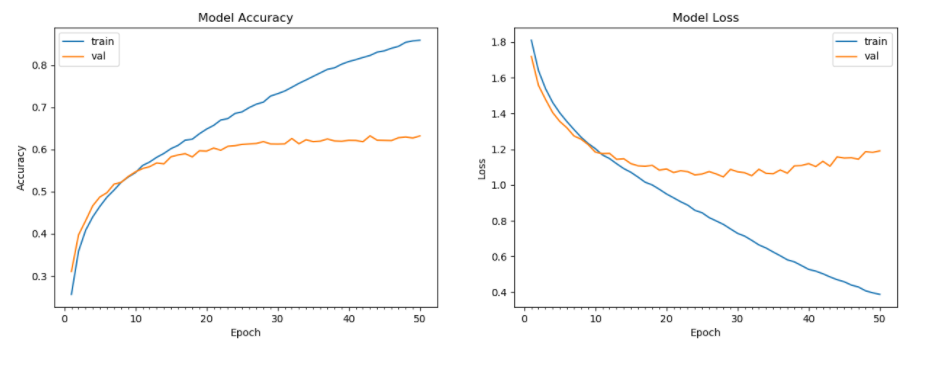 Model Accuracy
train
val
0.8
0.7
0.6
0.5
0.4
0.3
Accuracy
0 10 20 30 40 50
Epoch
Model Loss
train
val
1.8
1.6
1.4
1.2
1.0
0.8
0.6
0.4
Loss
0 10 20 30 40 50
Epoch